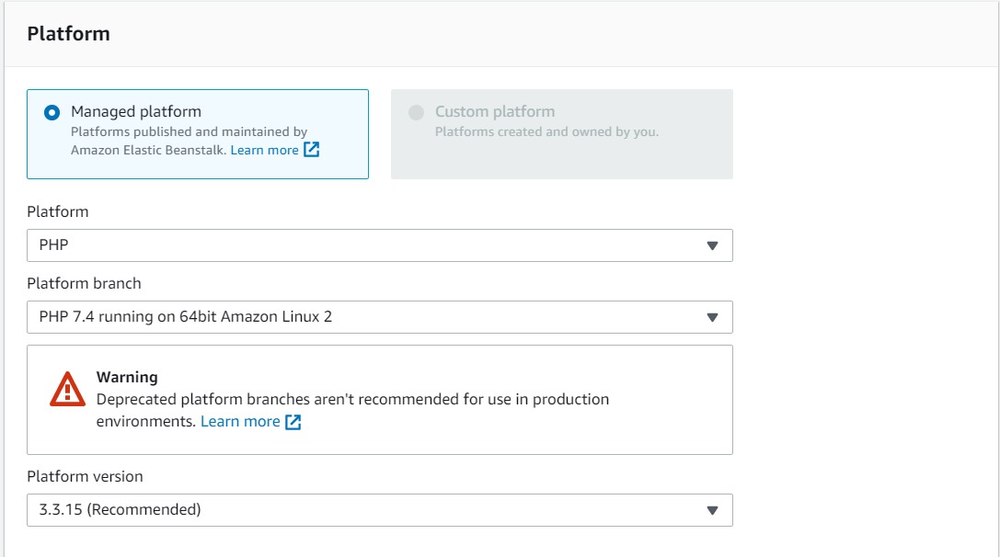 Platform
Managed platform
Platforms published and maintained by
Amazon Elastic Beanstalk. Learn more
Custom platform
Platforms created and owned by you.
Platform
PHP
Platform branch
PHP 7.4 running on 64bit Amazon Linux 2
Warning
Deprecated platform branches aren't recommended for use in production
environments. Learn more
Platform version
3.3.15 (Recommended)